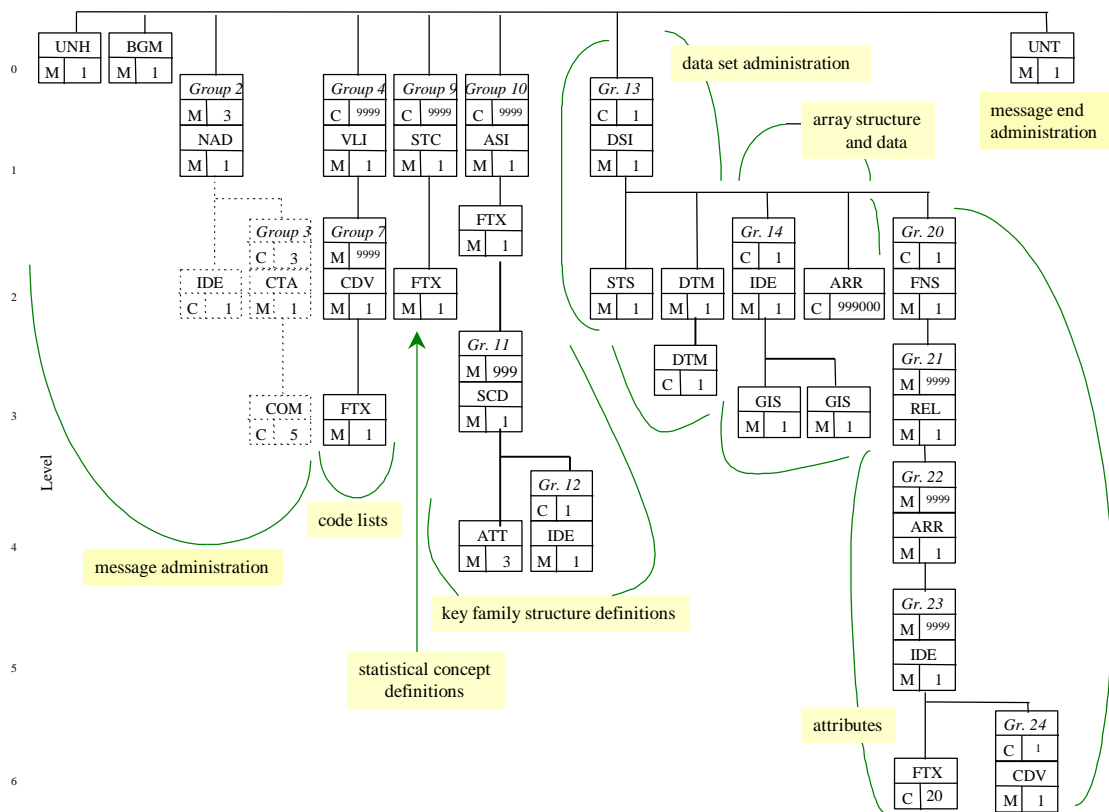 UNH
M 1
BGM
M 1
UNT
M 1
0
Group 2
M 3
NAD
M 1
Group 4
C 9999
VLI
M 1
Group 9
C 9999
STC
M 1
Group 10
C 9999
ASI
M 1
Gr. 13
C 1
DSI
M 1
data set administration
array structure
and data
message end
administration
1
Group 3
C 3
CTA
M 1
IDE
C 1
Group 7
M 9999
CDV
M 1
FTX
M 1
FTX
M 1
STS
M 1
DTM
M 1
Gr. 14
C 1
IDE
M 1
ARR
C 999000
Gr. 20
C 1
FNS
M 1
2
Gr. 11
M 999
SCD
M 1
DTM
C 1
Gr. 21
M 9999
REL
M 1
COM
C 5
FTX
M 1
GIS
M 1
GIS
M 1
3
Level
Gr. 22
M 9999
ARR
M 1
Gr. 12
C 1
IDE
M 1
ATT
M 3
code lists
message administration
4
key family structure definitions
Gr. 23
M 9999
IDE
M 1
statistical concept
definitions
5
attributes
Gr. 24
C 1
CDV
M 1
FTX
C 20
6